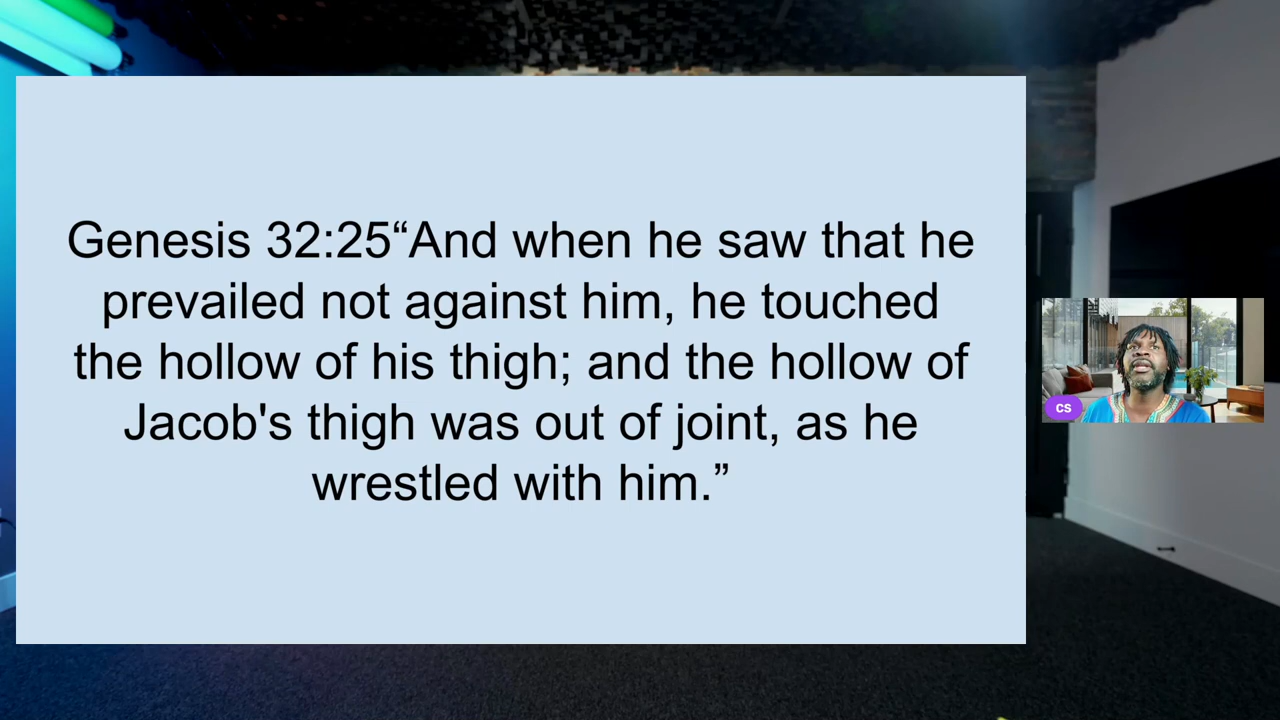 Genesis 32:25“And when he saw that he
prevailed not against him, he touched
the hollow of his thigh; and the hollow of
Jacob's thigh was out of joint, as he
wrestled with him.”
CS